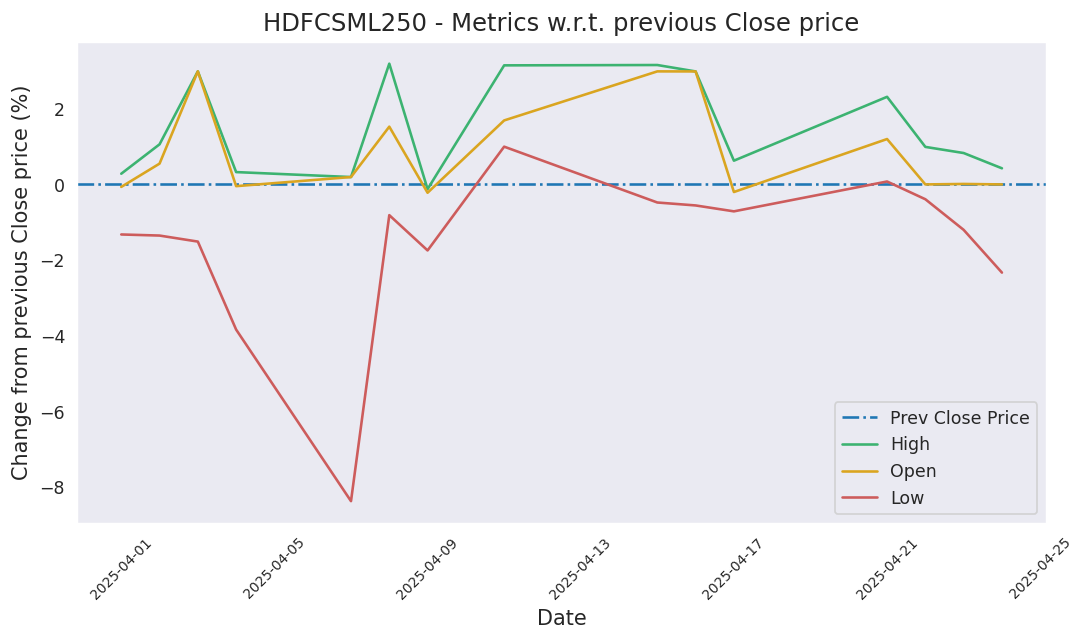 HDFCSML250 - Metrics w.r.t. previous Close price
Change from previous Close price (%)
2
0
−2
−4
−6
−8
Prev Close Price
High
Open
Low
2025-04-01
2025-04-05
2025-04-09
2025-04-13
2025-04-17
2025-04-21
2025-04-25
Date